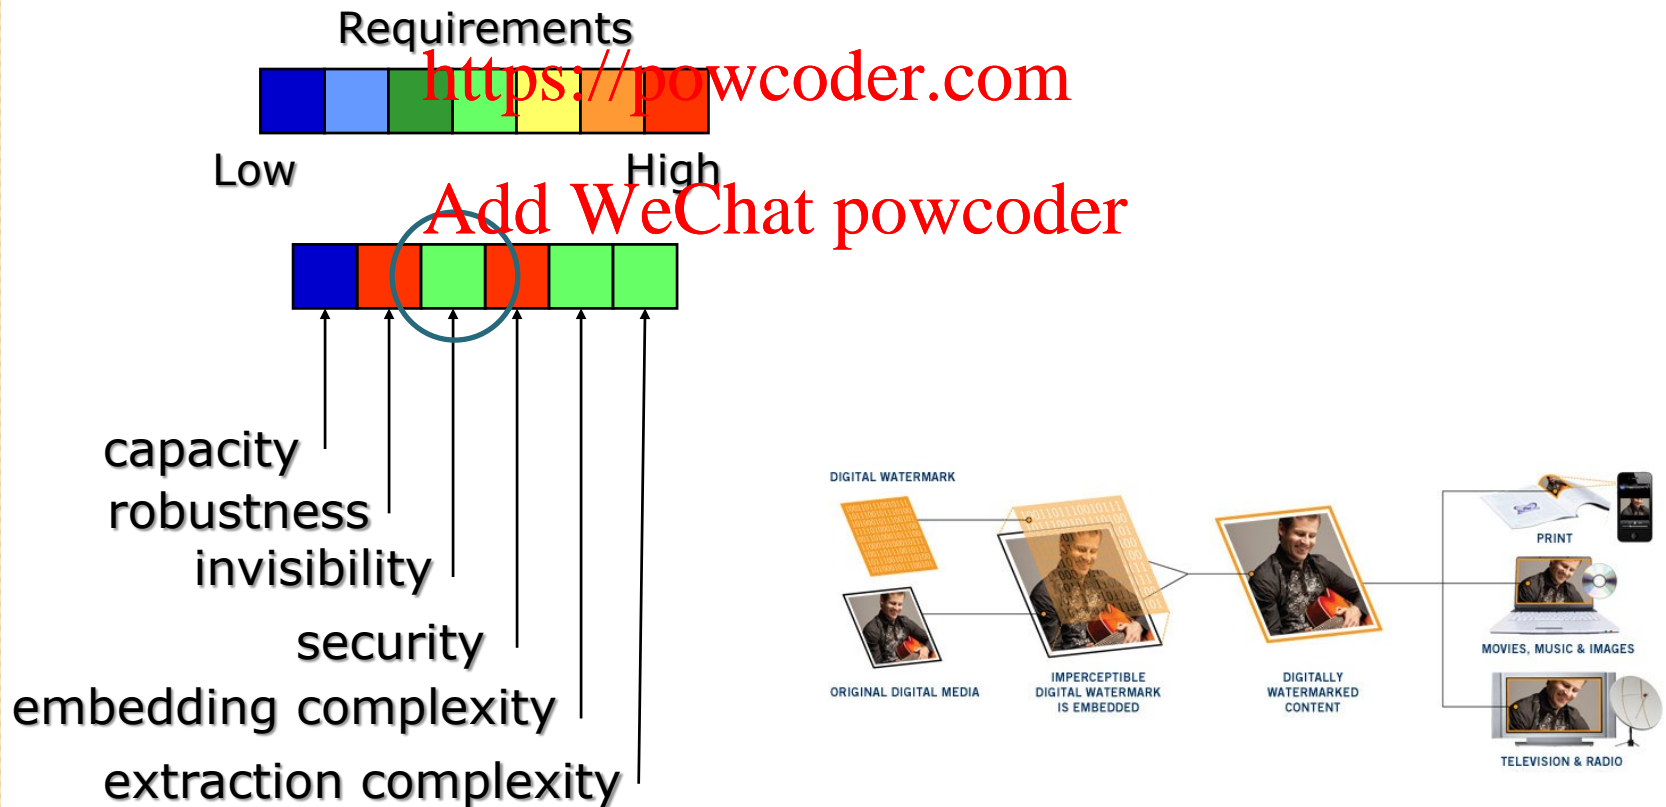 Requirements
https://powcoder.com
Low
High
Add WeChat powcoder
capacity
robustness
invisibility
security
embedding complexity
extraction complexity
DIGITAL WATERMARK
ORIGINAL DIGITAL MEDIA
IMPERCEPTIBLE
DIGITAL WATERMARK
IS EMBEDDED
DIGITALLY
WATERMARKED
CONTENT
PRINT
MOVIES, MUSIC & IMAGES
TELEVISION & RADIO